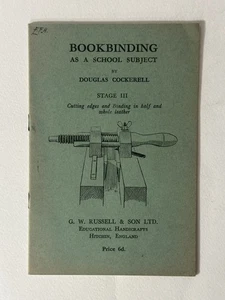 BOOKBINDING
AS A SCHOOL SUBJECT
BY
DOUGLAS COCKERELL
STAGE III
Cutting edges and binding in half and
whole leather
G. W. RUSSELL & SON LTD.
EDUCATIONAL HANDICRAFTS
HITCHIN, ENGLAND
Price 6d.